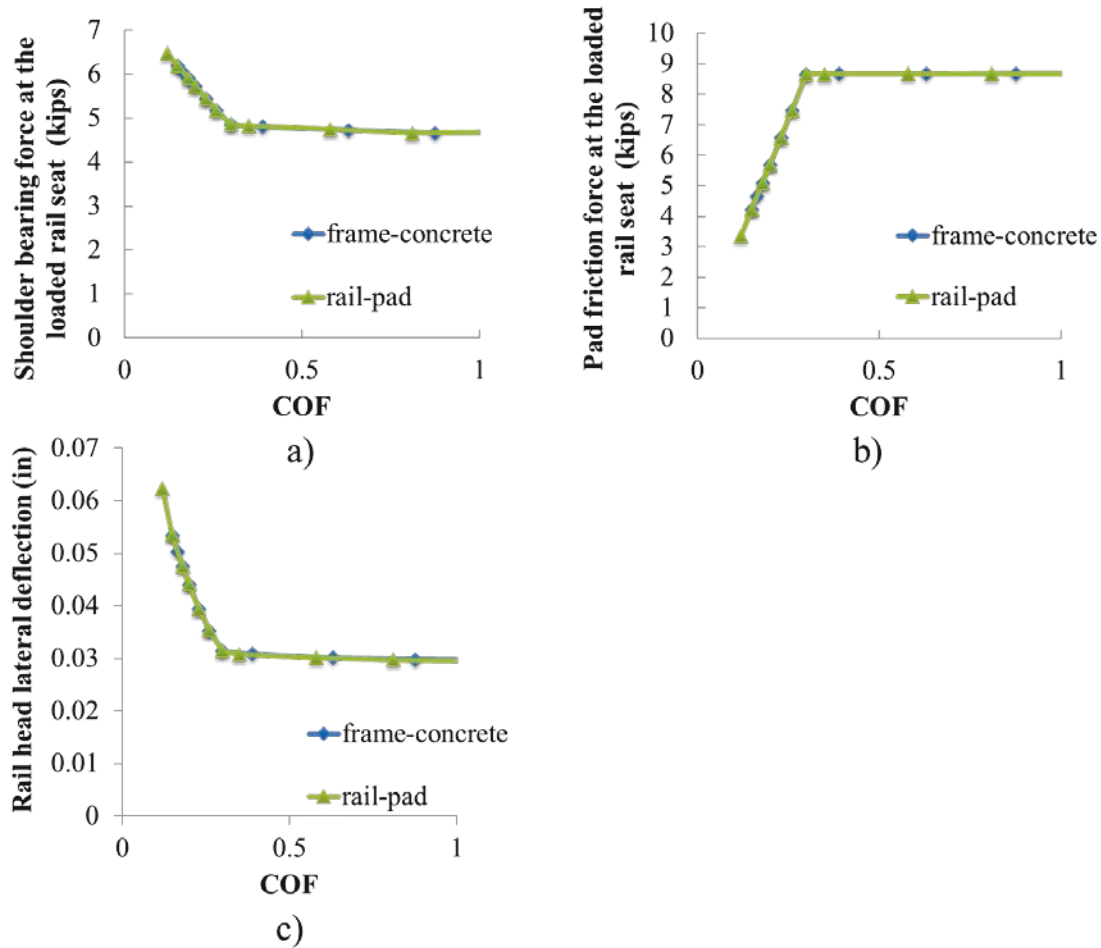 Shoulder bearing force at the
loaded rail seat (kips)
7
6
5
4
3
2
1
0
frame-concrete
rail-pad
0
0.5
1
COF
a)
Pad friction force at the loaded
rail seat (kips)
10
9
8
7
6
5
4
3
2
1
0
frame-concrete
rail-pad
0
0.5
1
COF
b)
Rail head lateral deflection (in)
0.07
0.06
0.05
0.04
0.03
0.02
0.01
0
frame-concrete
rail-pad
0
0.5
1
COF
c)